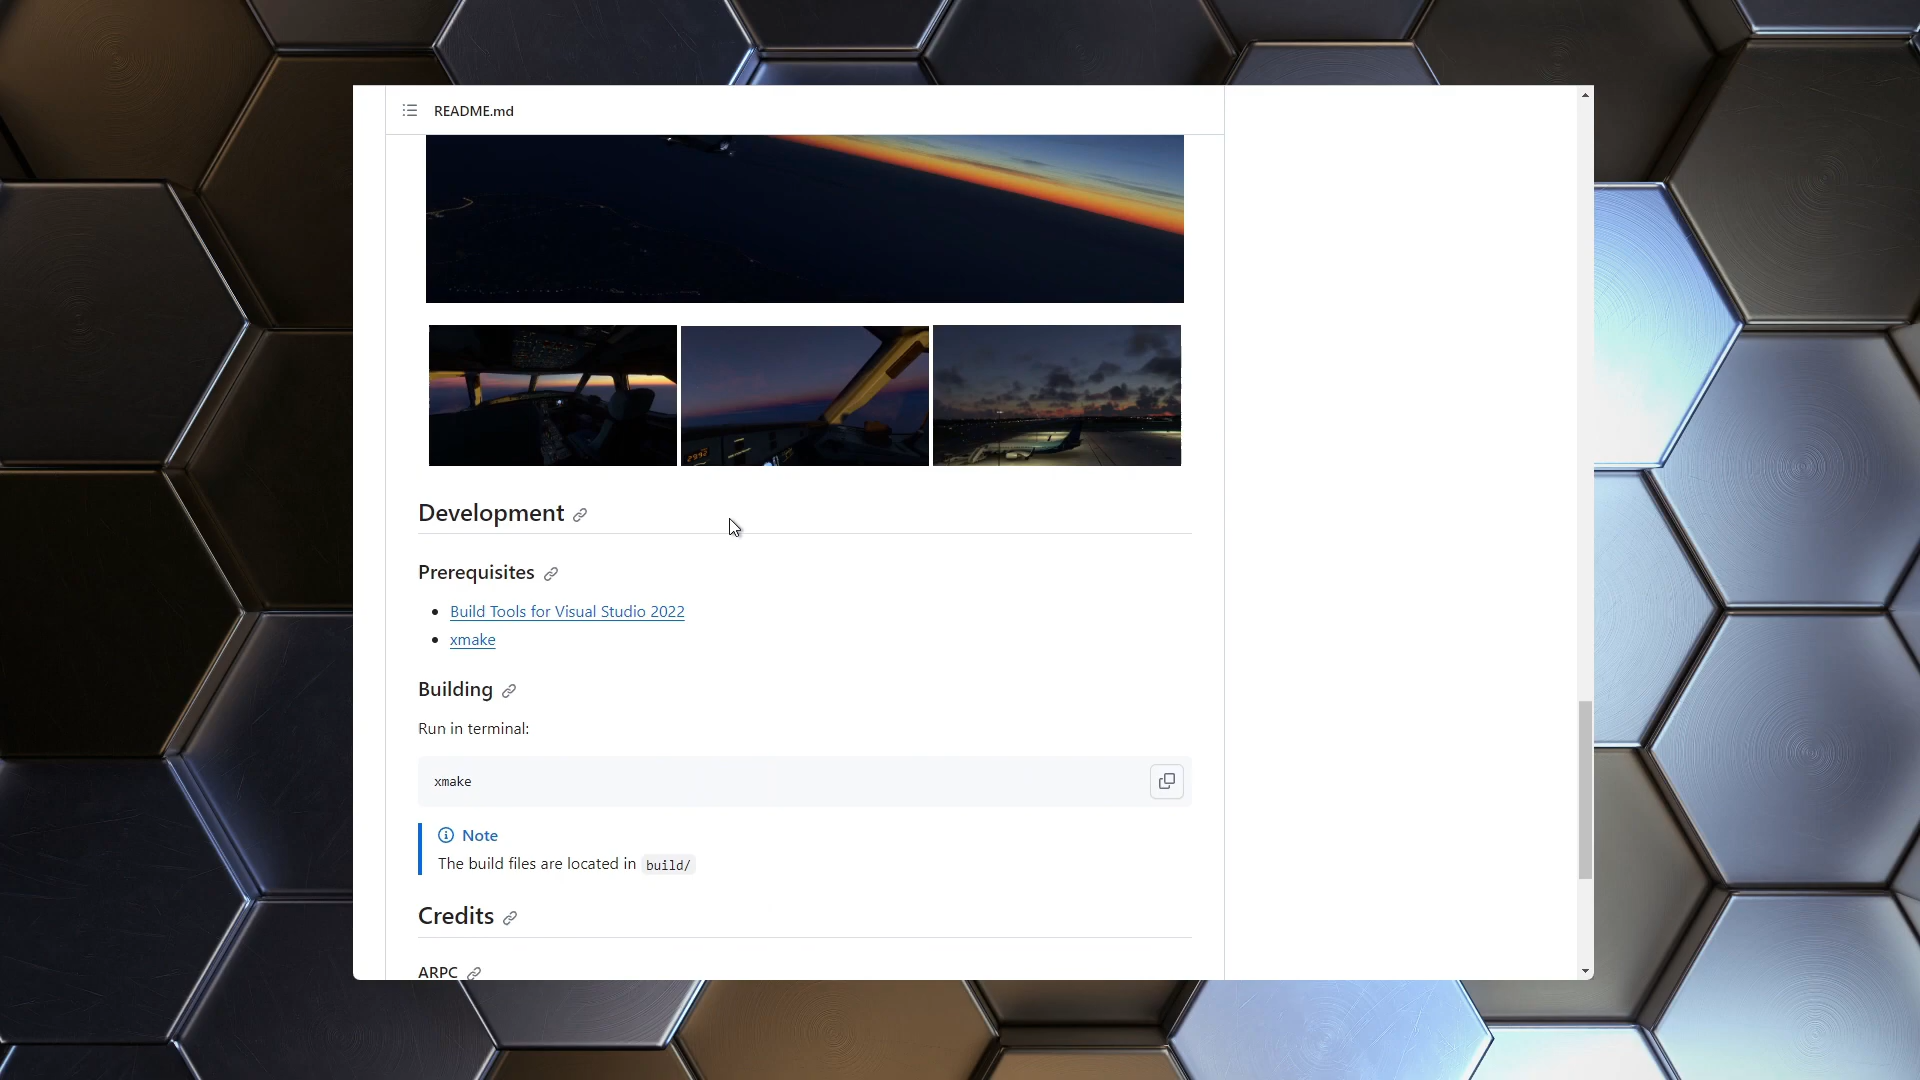 README.md
Development
Prerequisites
Build Tools for Visual Studio 2022
xmake
Building
Run in terminal:
xmake
Note
The build files are located in build/
Credits
ARPC